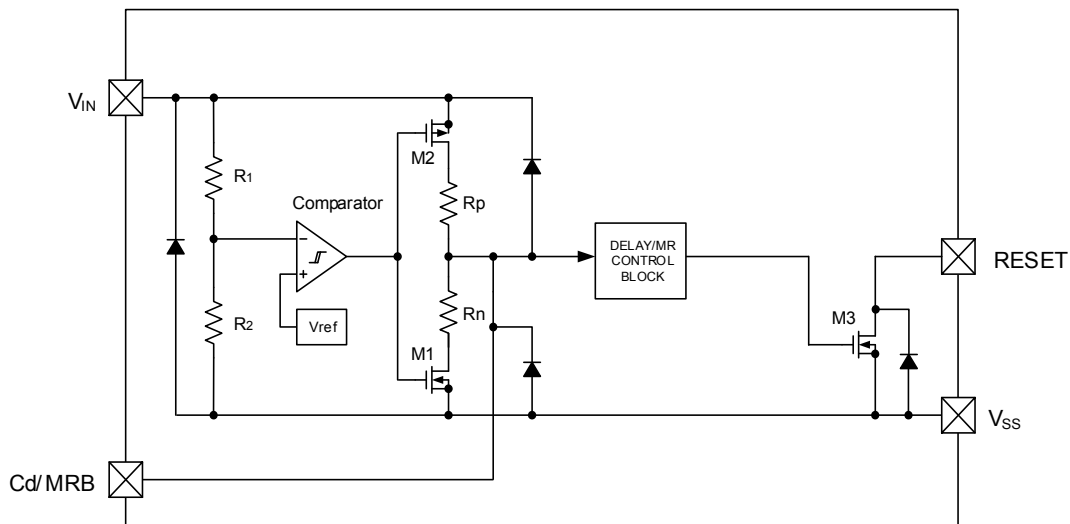 VIN
M2
R1
Rp
Comparator
−
+
DELAY/MR
CONTROL
BLOCK
RESET
Rn
R2
Vref
M3
M1
VSS
Cd/MRB